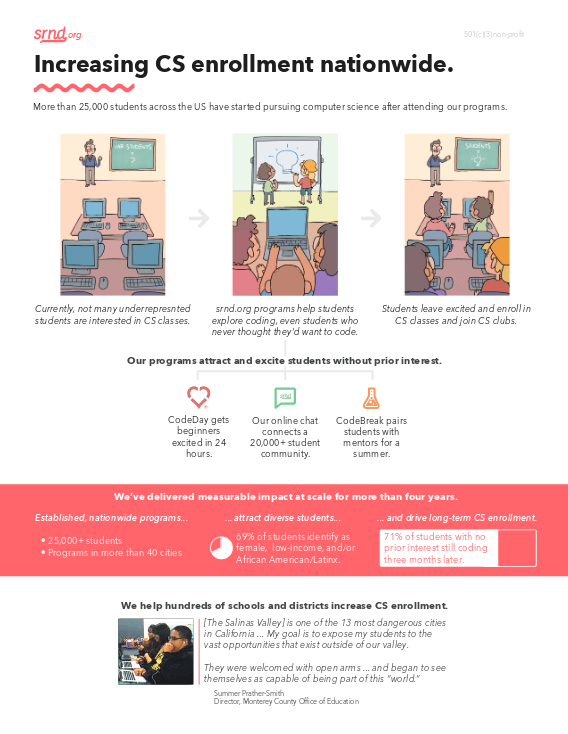 srnd.org
501(c)(3) non-profit
Increasing CS enrollment nationwide.
More than 25,000 students across the US have started pursuing computer science after attending our programs.
STUDENTS
?
STUDENTS
Currently, not many underrepresnted
students are interested in CS classes.
srnd.org programs help students
explore coding, even students who
never thought they'd want to code.
Students leave excited and enroll in
CS classes and join CS clubs.
Our programs attract and excite students without prior interest.
srnd
CodeDay gets
beginners
excited in 24
hours.
Our online chat
connects a
20,000+ student
community.
CodeBreak pairs
students with
mentors for a
summer.
We've delivered measurable impact at scale for more than four years.
Established, nationwide programs...
• 25,000+ students
• Programs in more than 40 cities
...attract diverse students...
69% of students identify as
female, low-income, and/or
African American/Latinx.
... and drive long-term CS enrollment.
71% of students with no
prior interest still coding
three months later.
We help hundreds of schools and districts increase CS enrollment.
[The Salinas Valley] is one of the 13 most dangerous cities
in California ... My goal is to expose my students to the
vast opportunities that exist outside of our valley.
They were welcomed with open arms ... and began to see
themselves as capable of being part of this "world."
Summer Prather-Smith
Director, Monterey County Office of Education